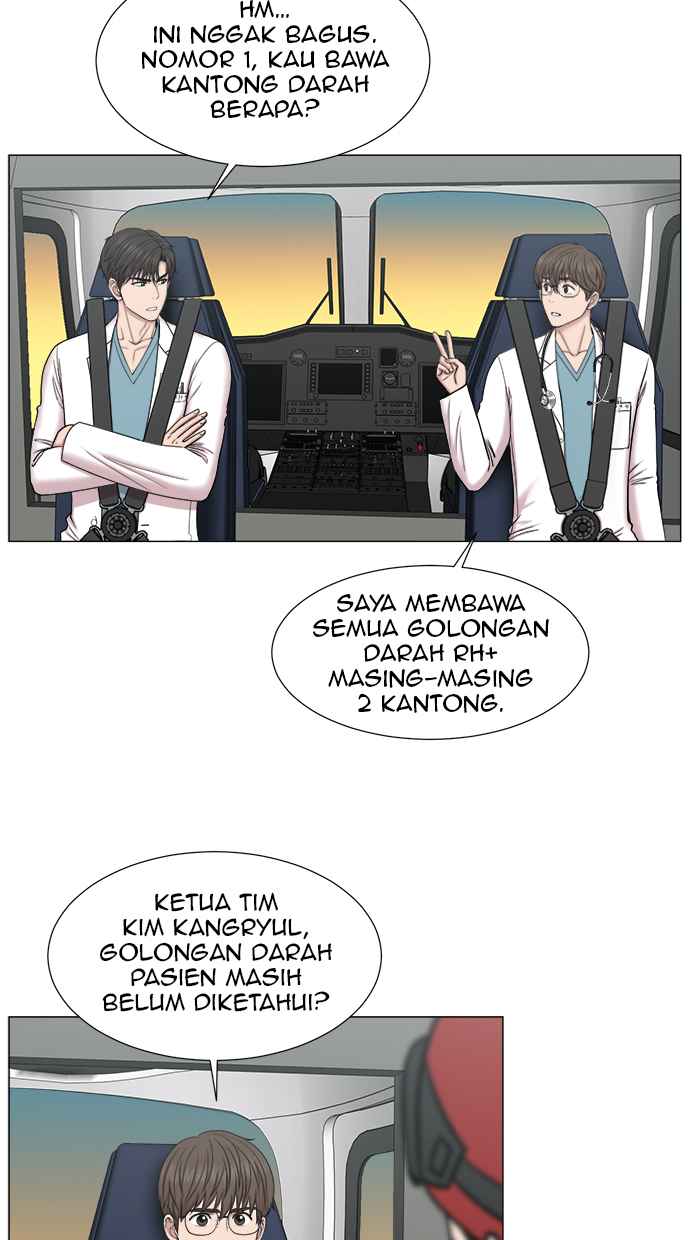 HM...
INI NGGAK BAGUS.
NOMOR 1, KAU BAWA
KANTONG DARAH
BERAPA?
SAYA MEMBAWA
SEMUA GOLONGAN
DARAH RH+
MASING-MASING
2 KANTONG.
KETUA TIM
KIM KANGRYUL,
GOLONGAN DARAH
PASIEN MASIH
BELUM DIKETAHUI?